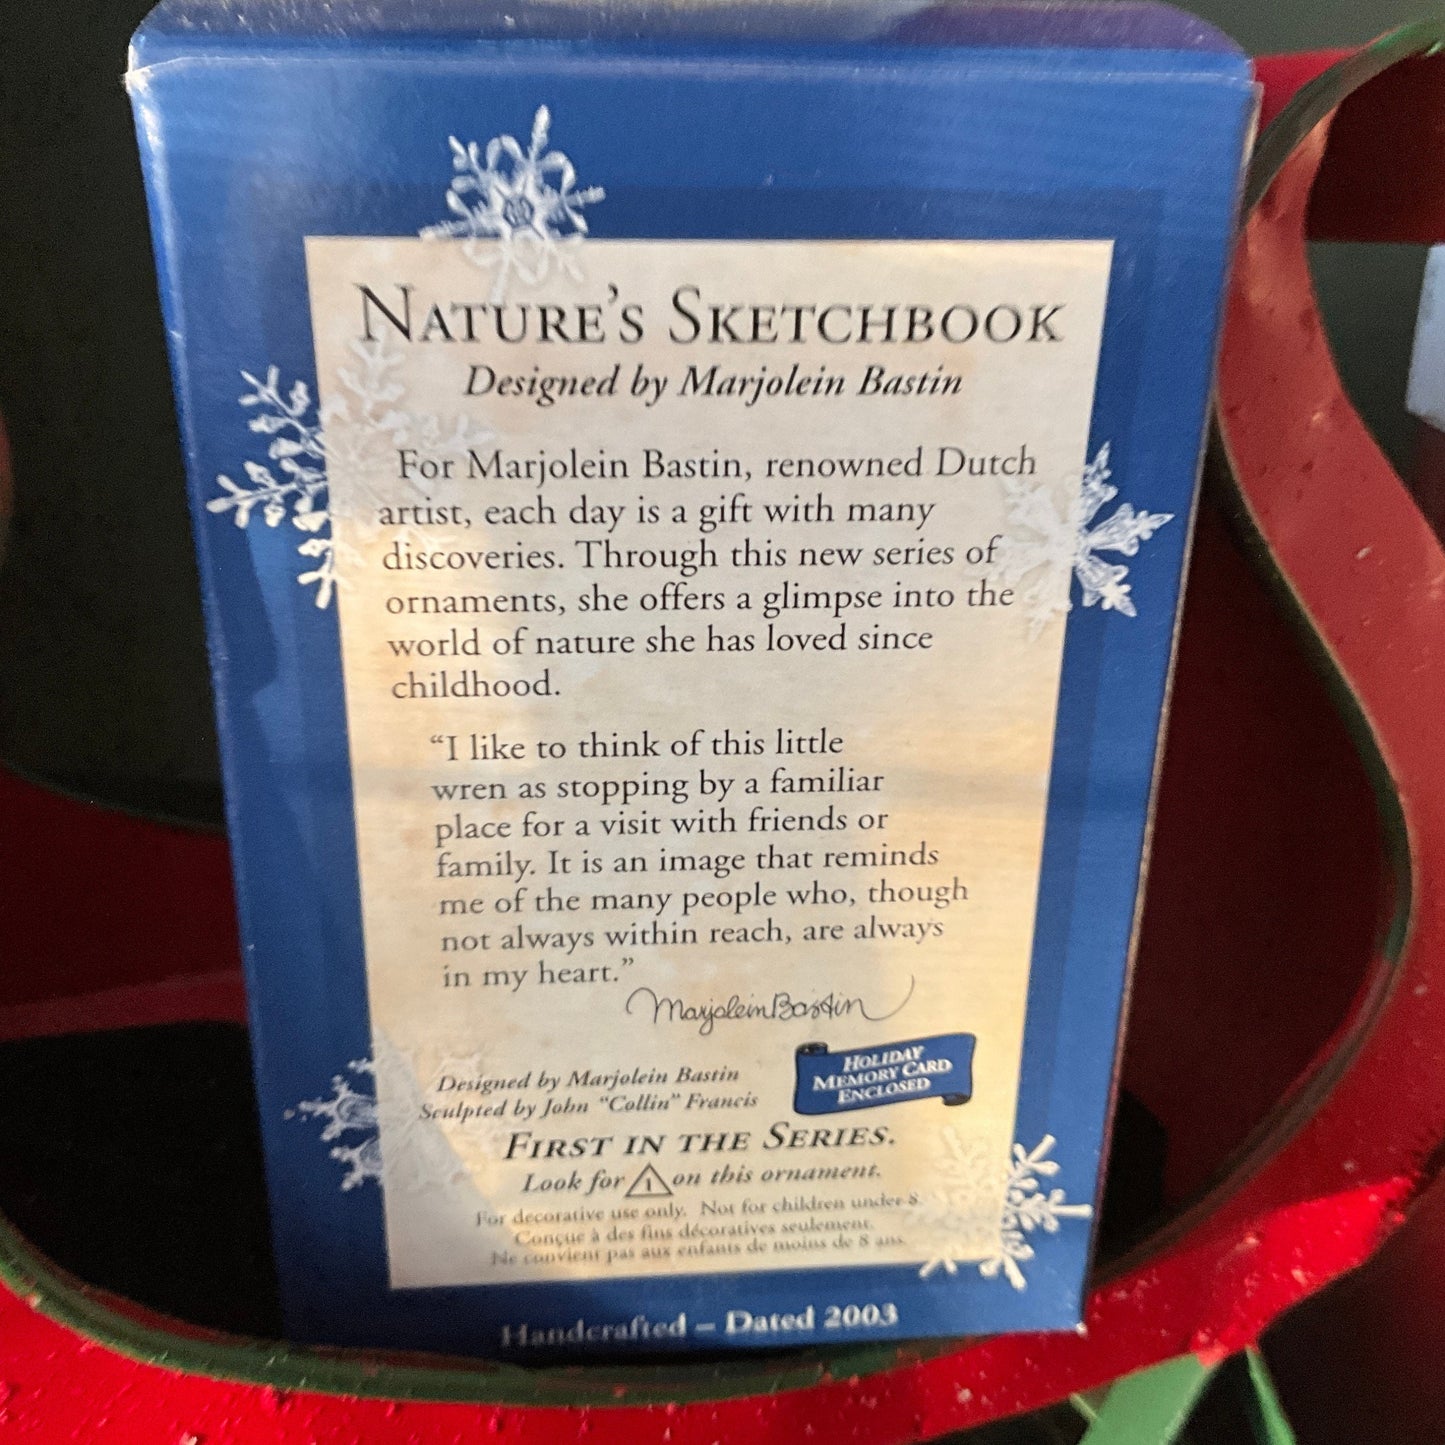 NATURE'S SKETCHBOOK
Designed by Marjolein Bastin
For Marjolein Bastin, renowned Dutch
artist, each day is a gift with many
discoveries. Through this new series of
ornaments, she offers a glimpse into the
world of nature she has loved since
childhood.
“I like to think of this little
wren as stopping by a familiar
place for a visit with friends or
family. It is an image that reminds
me of the many people who, though
not always within reach, are always
in my heart.”
Marjolein Bastin
HOLIDAY
MEMORY CARD
ENCLOSED
Designed by Marjolein Bastin
Sculpted by John “Collin” Francis
FIRST IN THE SERIES.
Look for 1 on this ornament.
For decorative use only. Not for children under 8.
Conçue à des fins décoratives seulement.
Ne convient pas aux enfants de moins de 8 ans.
Handcrafted – Dated 2003